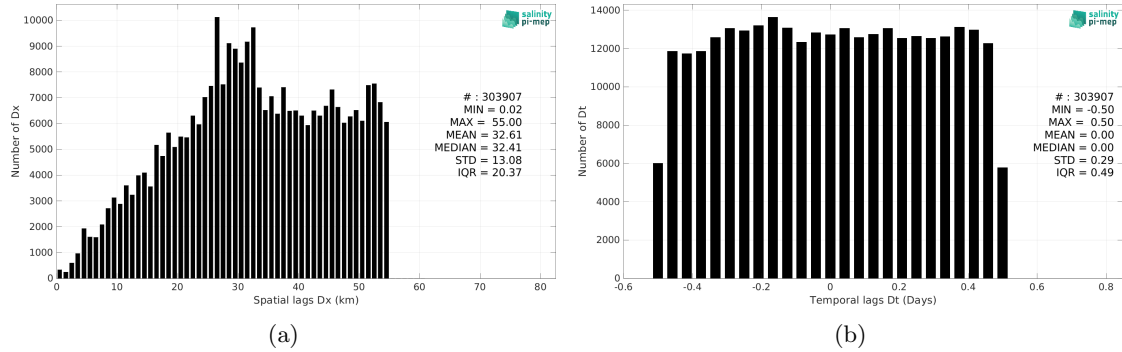 10000
9000
8000
7000
6000
5000
4000
3000
2000
1000
0
Number of Dx
0 10 20 30 40 50 60 70 80
Spatial lags Dx (km)
salinity
pi-mep
# : 303907
MIN = 0.02
MAX = 55.00
MEAN = 32.61
MEDIAN = 32.41
STD = 13.08
IQR = 20.37
(a)
14000
12000
10000
8000
6000
4000
2000
0
Number of Dt
-0.6 -0.4 -0.2 0 0.2 0.4 0.6 0.8
Temporal lags Dt (Days)
salinity
pi-mep
# : 303907
MIN = -0.50
MAX = 0.50
MEAN = 0.00
MEDIAN = 0.00
STD = 0.29
IQR = 0.49
(b)